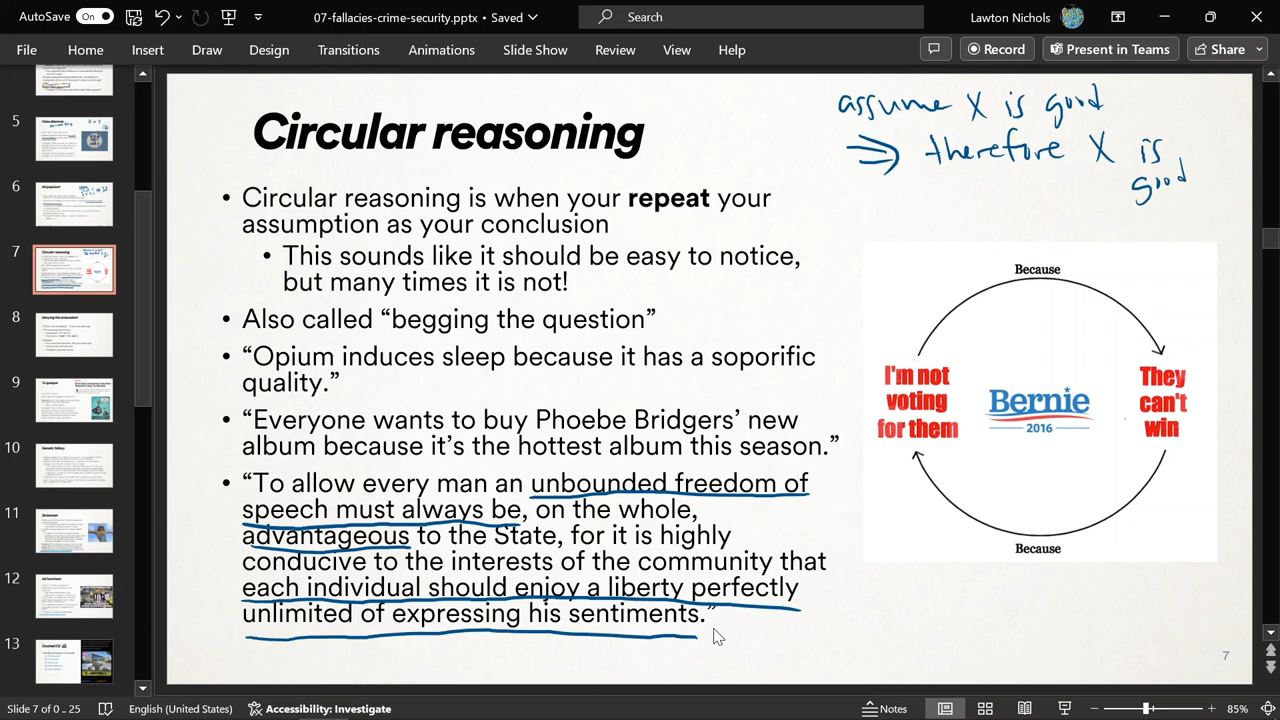 AutoSave On 07-fallacies-crime-security.pptx • Saved Search Lawton Nichols
File Home Insert Draw Design Slide Show Transitions Animations Review View Help Record Present in Teams Share
Circular reasoning
assume X is good
⇒ therefore X is
good
Circular reasoning is when your repeat your
assumption as your conclusion
This sounds like it should be easy to notice,
but many times it is not!
• Also called “begging the question”
• “Opium induces sleep because it has a soporific
quality.”
• “Everyone wants to buy Phoebe Bridgers’ new
album because it’s the hottest album this season.”
• “To allow every man an unbounded freedom of
speech must always be, on the whole,
advantageous to the State, for it is highly
conducive to the interests of the community that
each individual should enjoy a liberty perfectly
unlimited of expressing his sentiments.”
Because
I'm not
voting
for them
Bernie
2016
They
can't
win
Because
7
5
7
8
10
11
12
13
Slide 7 of 0...25 English (United States) Accessibility: Investigate Notes 85%